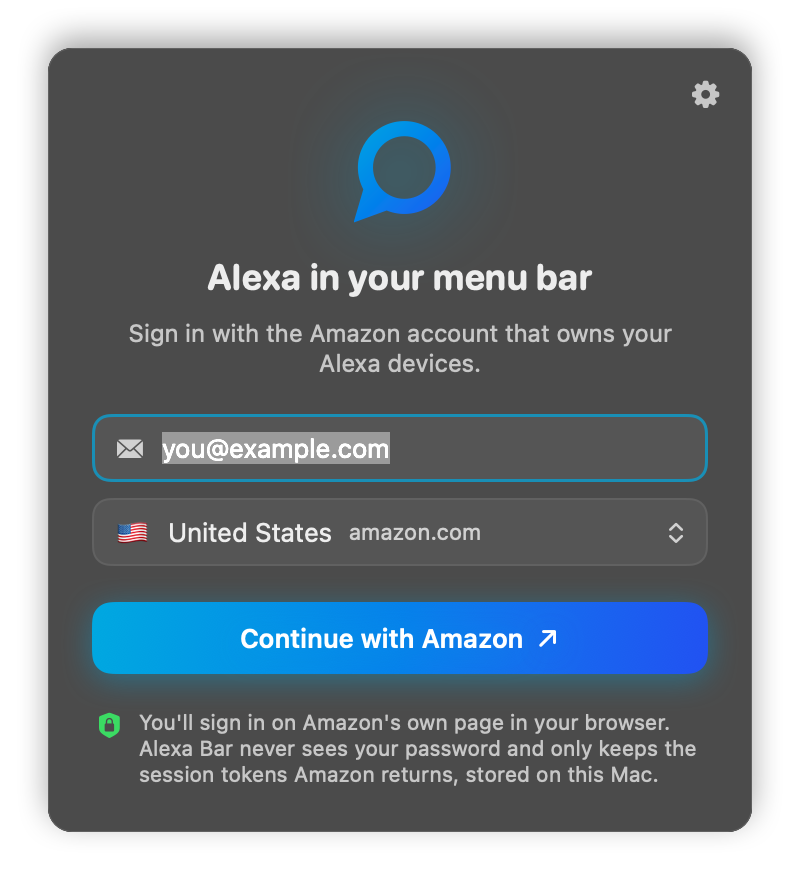 Alexa in your menu bar
Sign in with the Amazon account that owns your
Alexa devices.
you@example.com
United States amazon.com
Continue with Amazon
You'll sign in on Amazon's own page in your browser.
Alexa Bar never sees your password and only keeps the
session tokens Amazon returns, stored on this Mac.